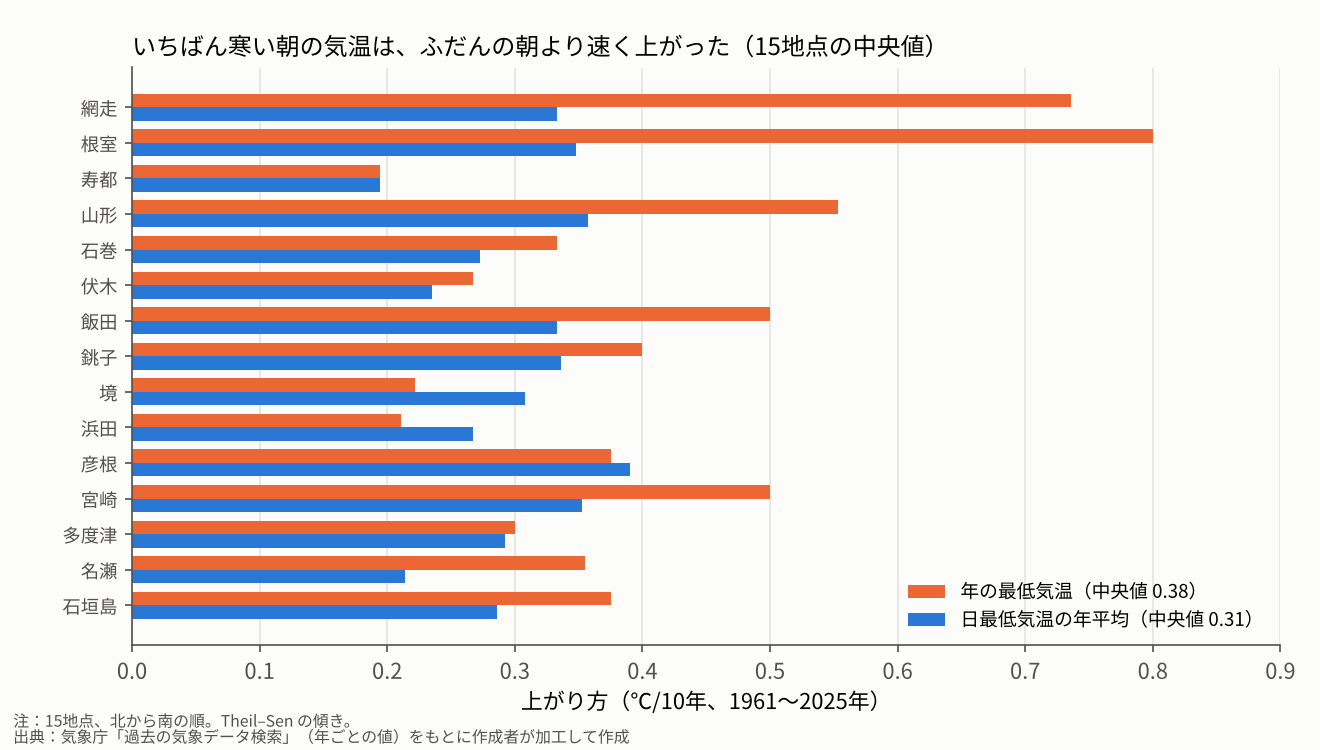 いちばん寒い朝の気温は、ふだんの朝より速く上がった（15地点の中央値）
網走
根室
寿都
山形
石巻
伏木
飯田
銚子
境
浜田
彦根
宮崎
多度津
名瀬
石垣島
年の最低気温（中央値 0.38）
日最低気温の年平均（中央値 0.31）
0.0 0.1 0.2 0.3 0.4 0.5 0.6 0.7 0.8 0.9
上がり方（℃/10年、1961〜2025年）
注：15地点、北から南の順。Theil–Sen の傾き。
出典：気象庁「過去の気象データ検索」（年ごとの値）をもとに作成者が加工して作成